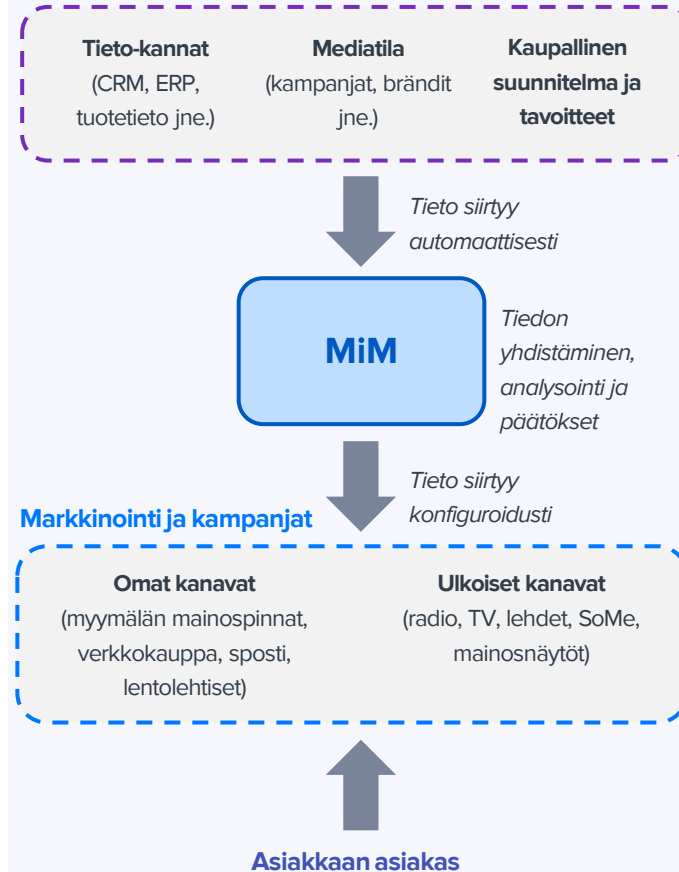 Tieto-kannat
(CRM, ERP,
tuotetieto jne.)
Mediatila
(kampanjat, brändit
jne.)
Kaupallinen
suunnitelma ja
tavoitteet
Tieto siirtyy
automaattisesti
MiM
Tiedon
yhdistäminen,
analysointi ja
päätökset
Tieto siirtyy
konfiguroidusti
Markkinointi ja kampanjat
Omat kanavat
(myymälän mainospinnat,
verkkokauppa, sposti,
lentolehtiset)
Ulkoiset kanavat
(radio, TV, lehdet, SoMe,
mainosnäytöt)
Asiakkaan asiakas